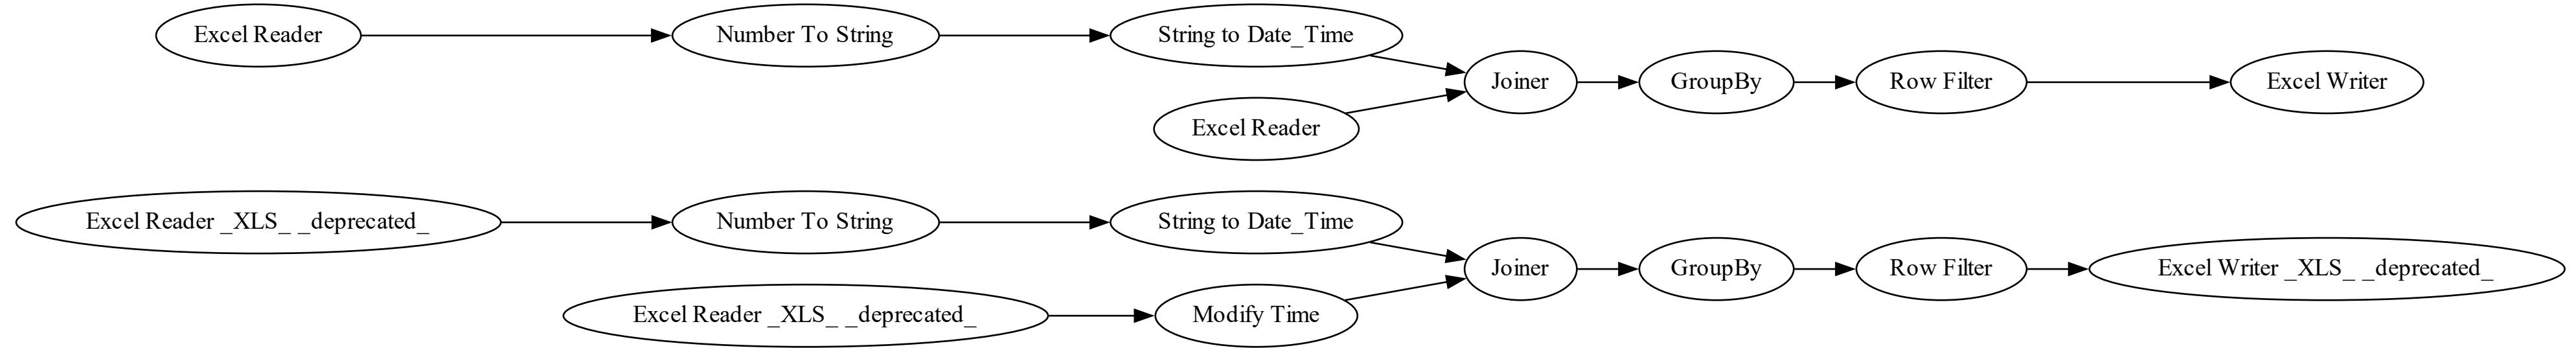 Excel Reader
Number To String
String to Date_Time
Joiner
GroupBy
Row Filter
Excel Writer
Excel Reader
Excel Reader _XLS_ _deprecated_
Number To String
String to Date_Time
Joiner
GroupBy
Row Filter
Excel Writer _XLS_ _deprecated_
Excel Reader _XLS_ _deprecated_
Modify Time